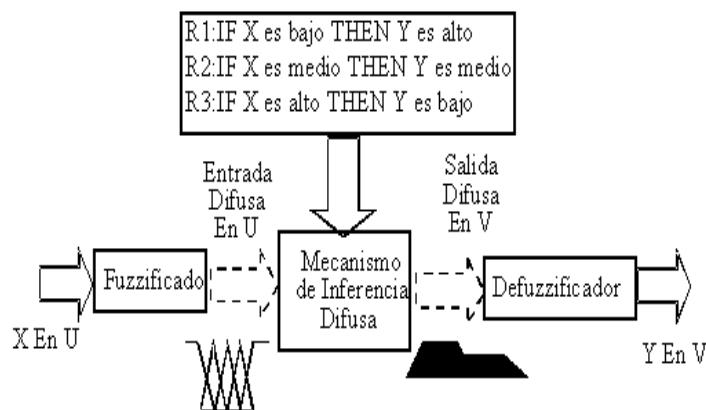 R1:IF X es bajo THEN Y es alto
R2:IF X es medio THEN Y es medio
R3:IF X es alto THEN Y es bajo
Entrada
Difusa
En U
Salida
Difusa
En V
X En U
Fuzzificado
Mecanismo
de Inferencia
Difusa
Defuzzificador
Y En V